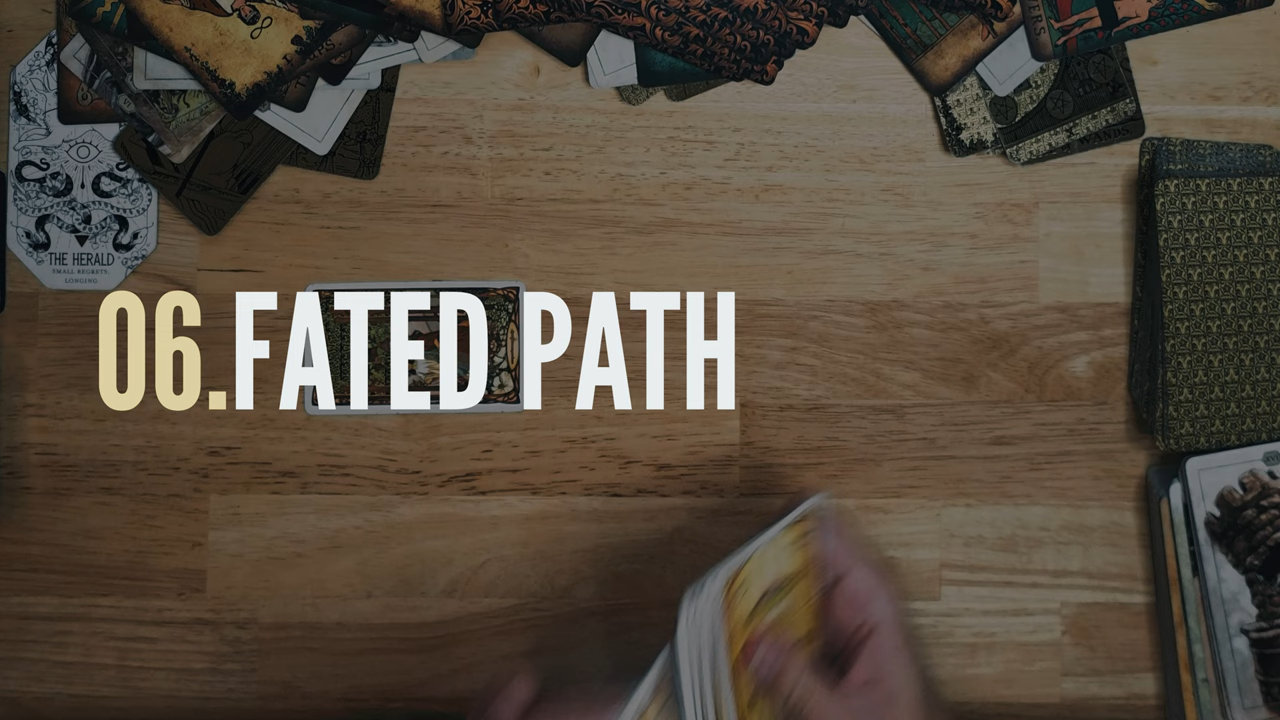 THE HERALD
SMALL REGRETS.
LONGING
06.FATED PATH